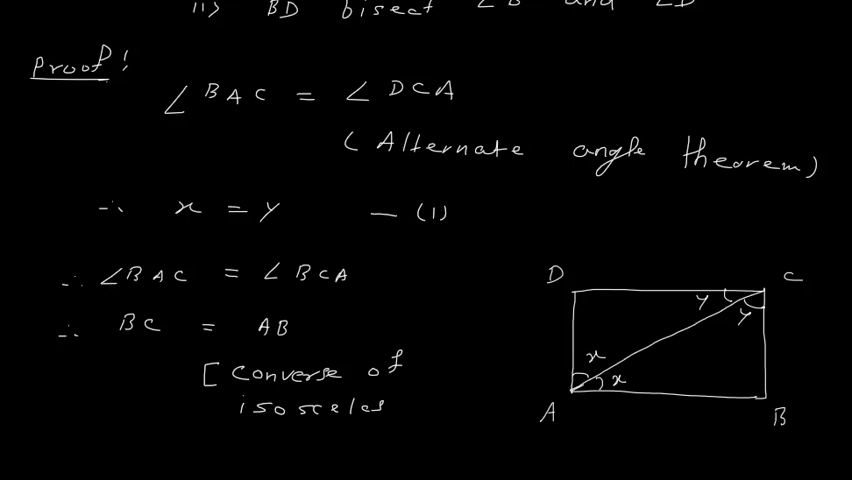 ii) BD bisect ∠B and ∠D
Proof!
∠BAC = ∠DCA
(Alternate angle theorem)
∴ x = y — (1)
∴ ∠BAC = ∠BCA
∴ BC = AB
[Converse of
isosceles
D C
y
y
x
x
A B